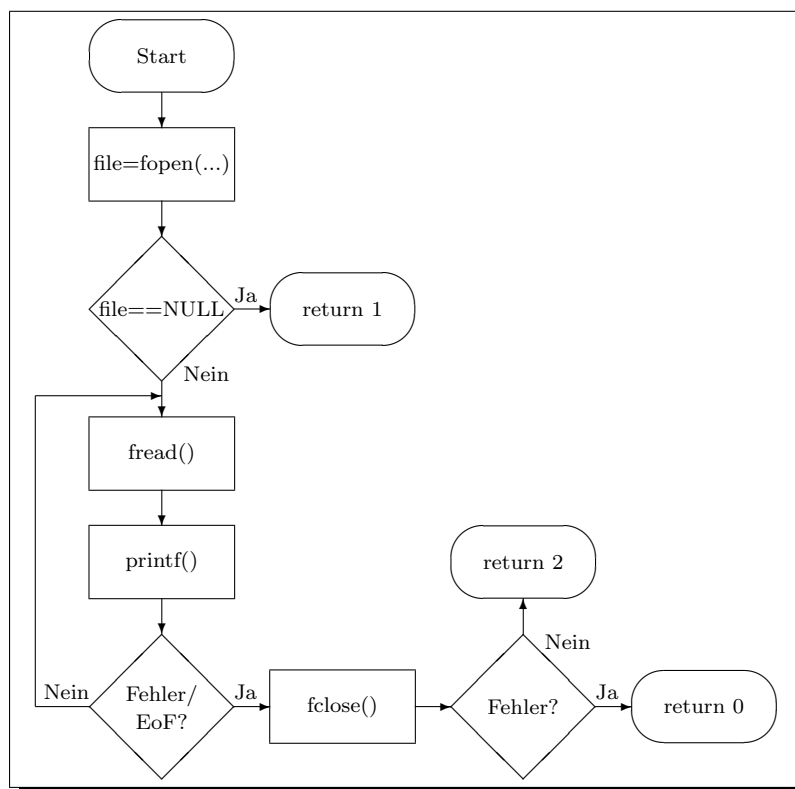 Start
file=fopen(...)
file==NULL
Ja
return 1
Nein
fread()
printf()
return 2
Nein
Nein
Fehler/
EoF?
Ja
fclose()
Fehler?
Ja
return 0